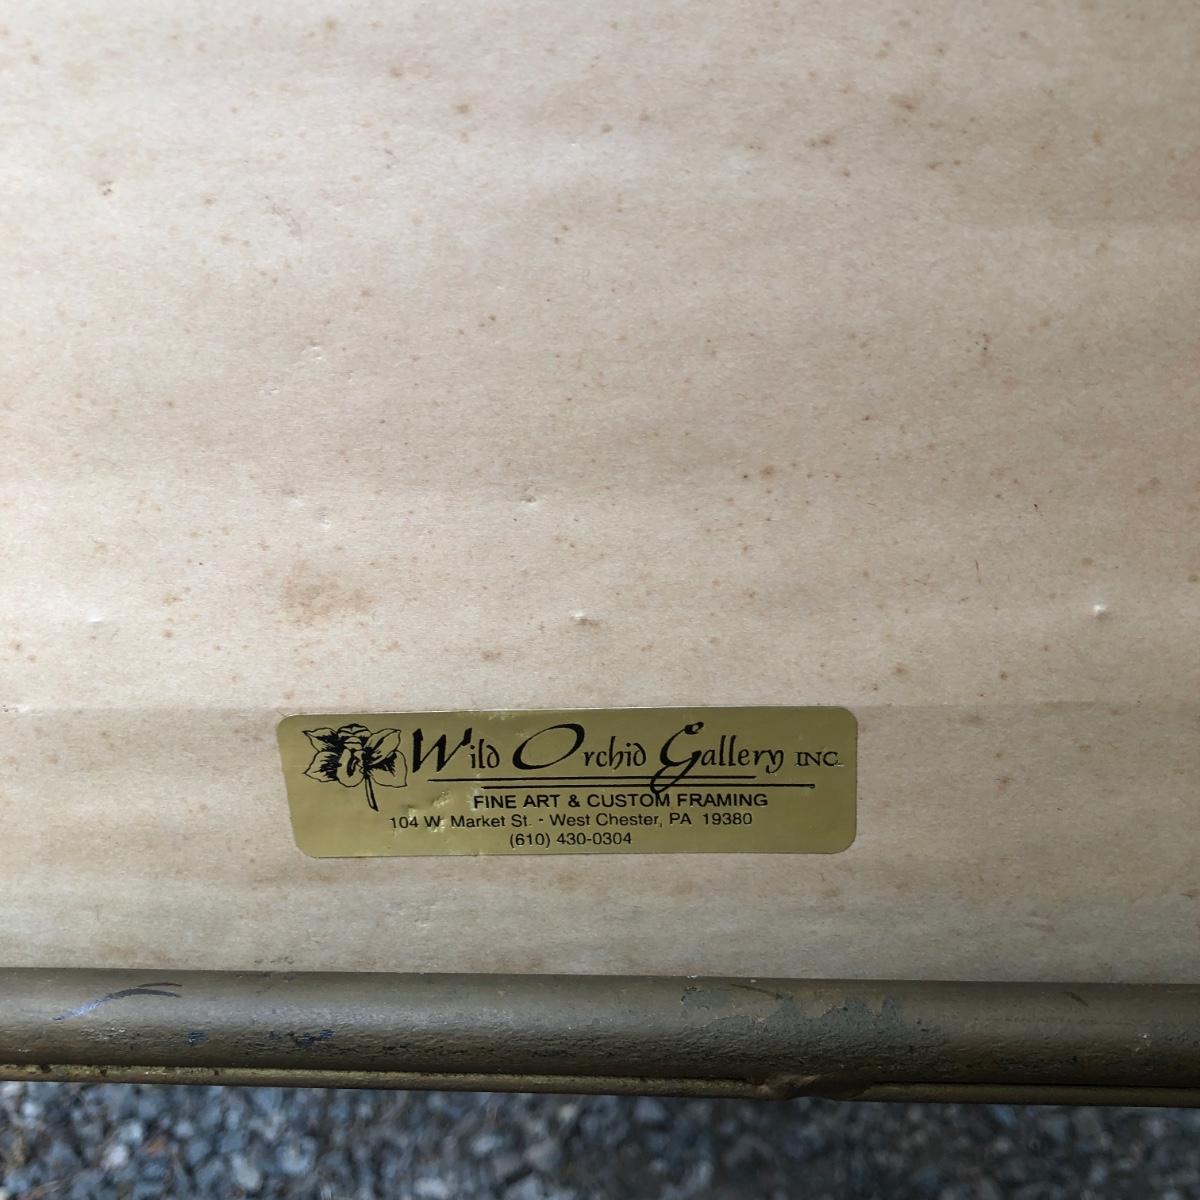 Wild Orchid Gallery INC.
FINE ART & CUSTOM FRAMING
104 W. Market St. · West Chester, PA 19380
(610) 430-0304